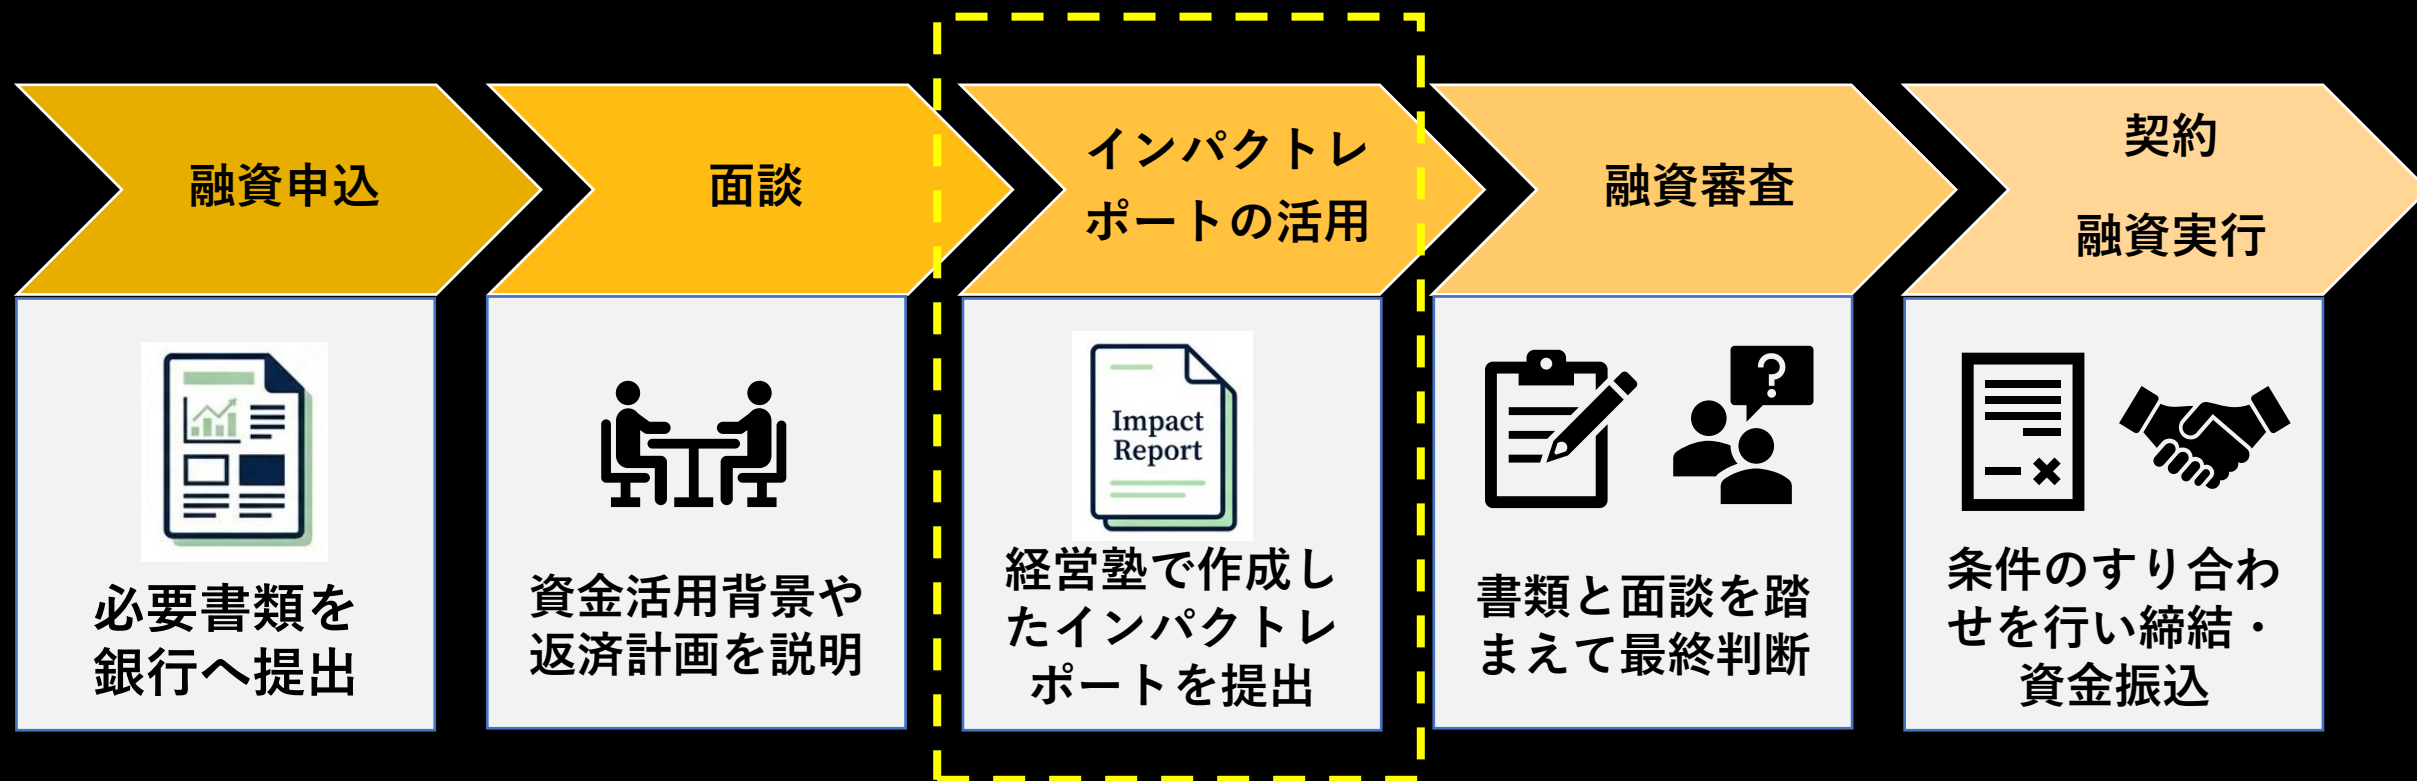 融資申込
面談
インパクトレ
ポートの活用
融資審査
契約
融資実行
必要書類を
銀行へ提出
資金活用背景や
返済計画を説明
Impact
Report
経営塾で作成し
たインパクトレ
ポートを提出
?
書類と面談を踏
まえて最終判断
条件のすり合わ
せを行い締結・
資金振込